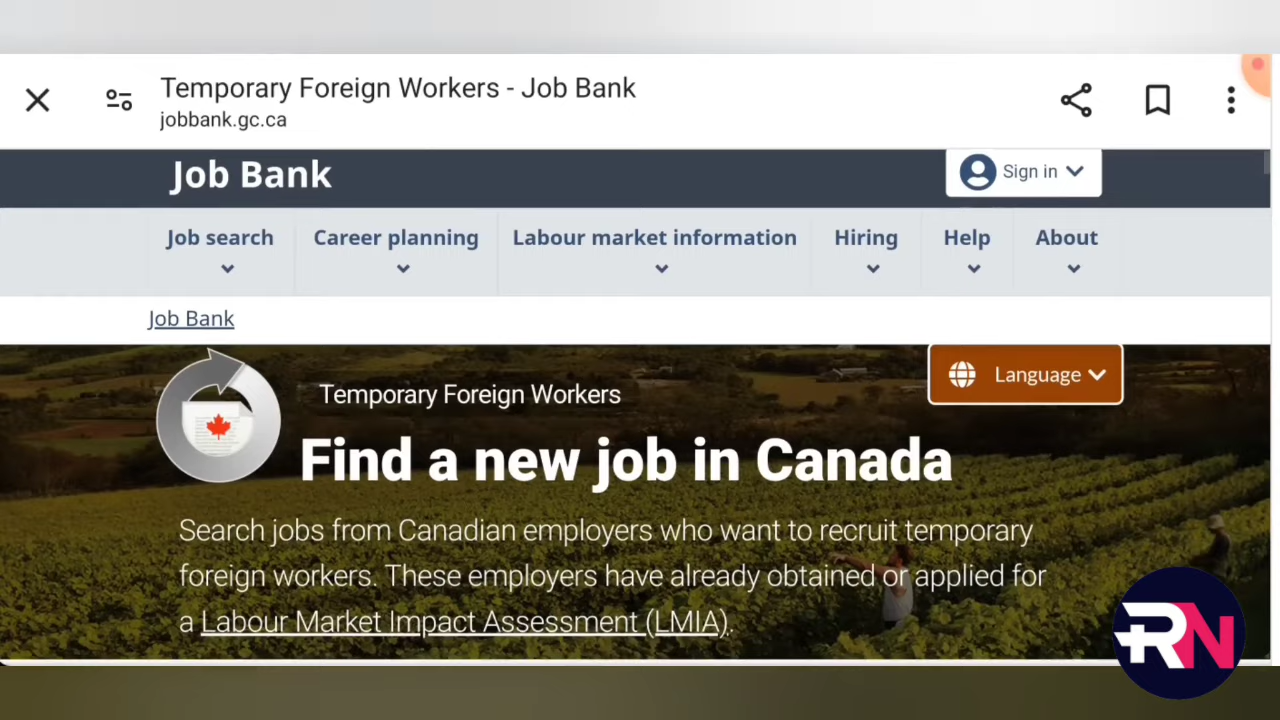 Temporary Foreign Workers - Job Bank
jobbank.gc.ca
Job Bank
Sign in
Job search
Career planning
Labour market information
Hiring
Help
About
Job Bank
Language
Temporary Foreign Workers
Find a new job in Canada
Search jobs from Canadian employers who want to recruit temporary
foreign workers. These employers have already obtained or applied for
a Labour Market Impact Assessment (LMIA).
RN